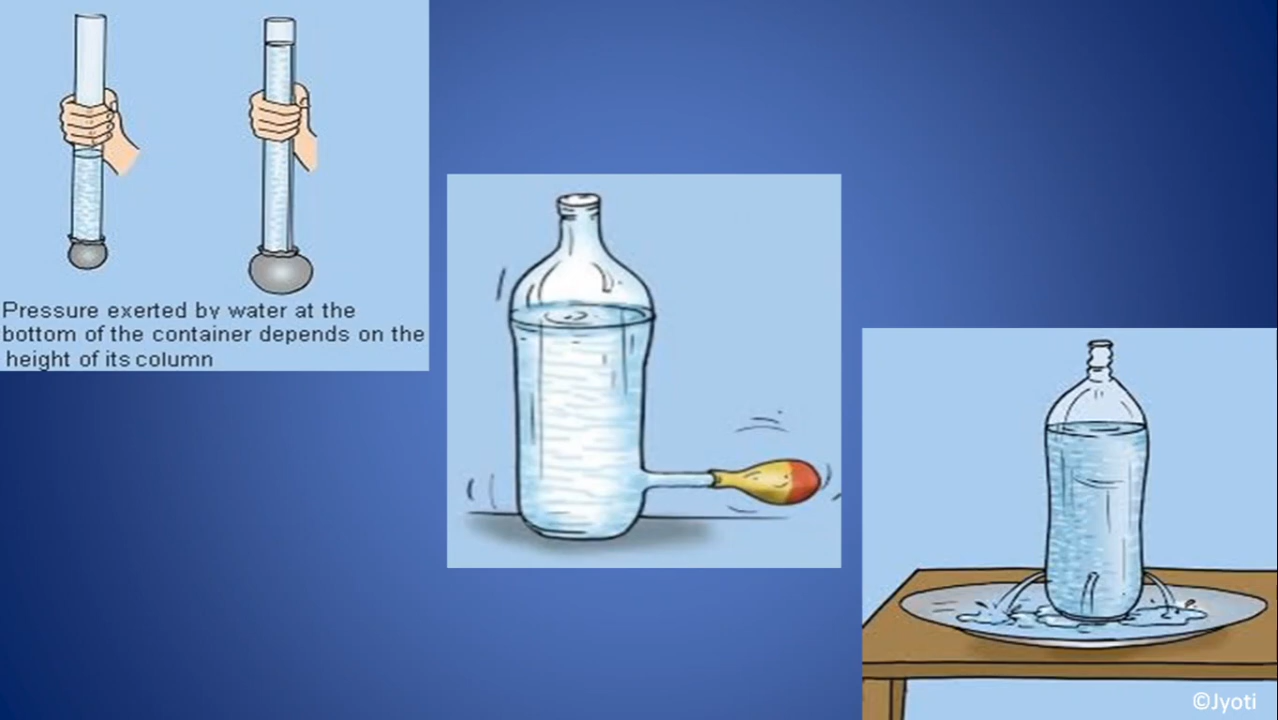 Pressure exerted by water at the
bottom of the container depends on the
height of its column
©Jyoti